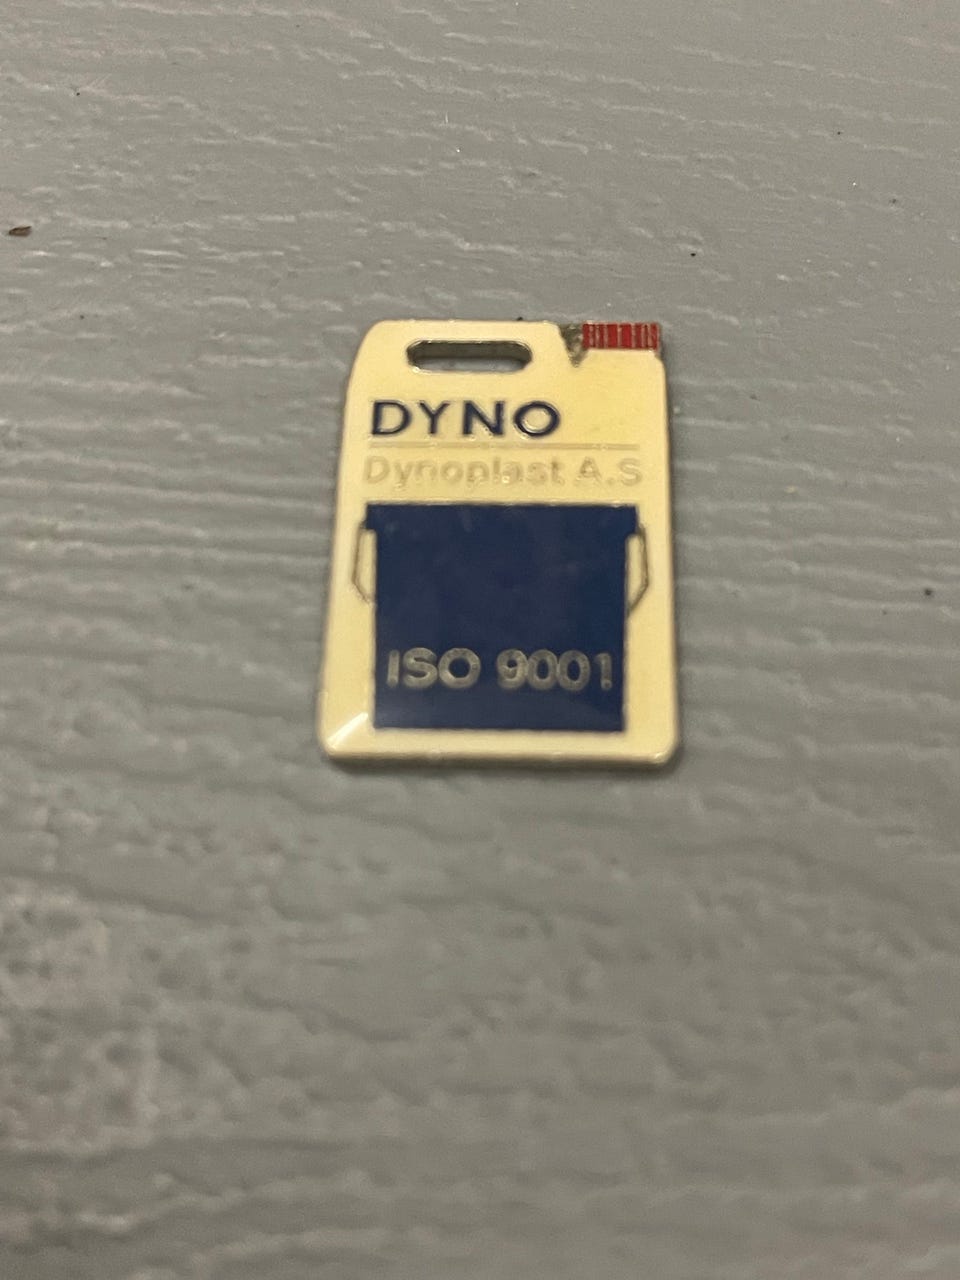 DYNO
Dynoplast A.S
ISO 9001